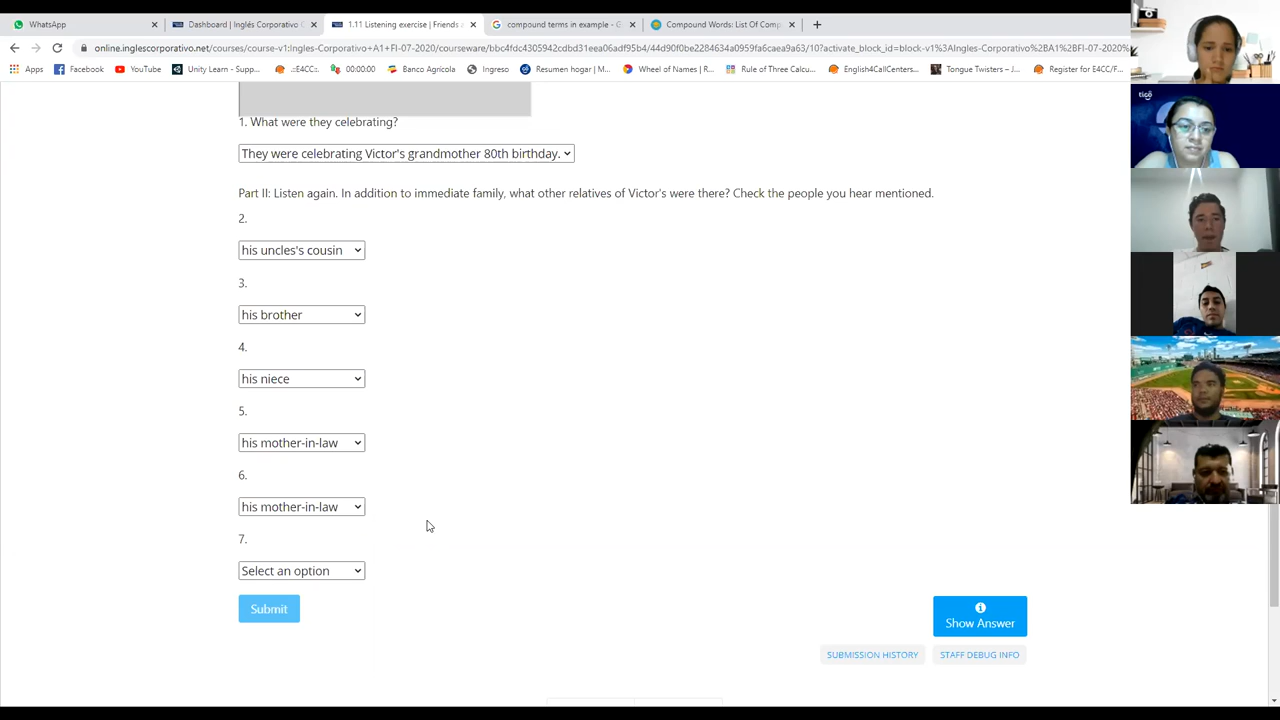 WhatsApp
Dashboard | Inglés Corporativo
1.11 Listening exercise | Friends
compound terms in example - G
Compound Words: List Of Comp
online.inglescorporativo.net/courses/course-v1:Ingles-Corporativo+A1+FI-07-2020/courseware/bbc4fdc4305942cdbd31eea06adf95b4/44d90f0be2284634a0959fa6caea9a63/10?activate_block_id=block-v1%3AIngles-Corporativo%2BA1%2BFI-07-2020%
Apps
Facebook
YouTube
Unity Learn - Supp...
.::E4CC::.
00:00:00
Banco Agrícola
Ingreso
Resumen hogar | M...
Wheel of Names | R...
Rule of Three Calcu...
English4CallCenters...
Tongue Twisters – J...
Register for E4CC/F...
tigo
1. What were they celebrating?
They were celebrating Victor's grandmother 80th birthday.
Part II: Listen again. In addition to immediate family, what other relatives of Victor's were there? Check the people you hear mentioned.
2.
his uncles's cousin
3.
his brother
4.
his niece
5.
his mother-in-law
6.
his mother-in-law
7.
Select an option
Submit
Show Answer
SUBMISSION HISTORY
STAFF DEBUG INFO